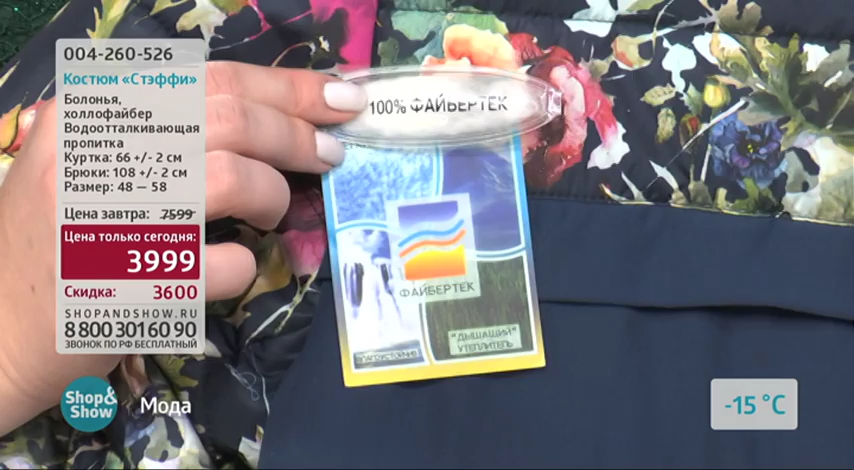 004-260-526
Костюм «Стэффи»
Болонья,
холлофайбер
Водоотталкивающая
пропитка
Куртка: 66 +/- 2 см
Брюки: 108 +/- 2 см
Размер: 48 — 58
Цена завтра: 7599
Цена только сегодня:
3999
Скидка: 3600
SHOPANDSHOW.RU
8 800 301 60 90
ЗВОНОК ПО РФ БЕСПЛАТНЫЙ
Shop&
Show
Мода
100% ФАЙБЕРТЕК
ФАЙБЕРТЕК
"ДЫШАЩИЙ"
УТЕПЛИТЕЛЬ
-15 °C